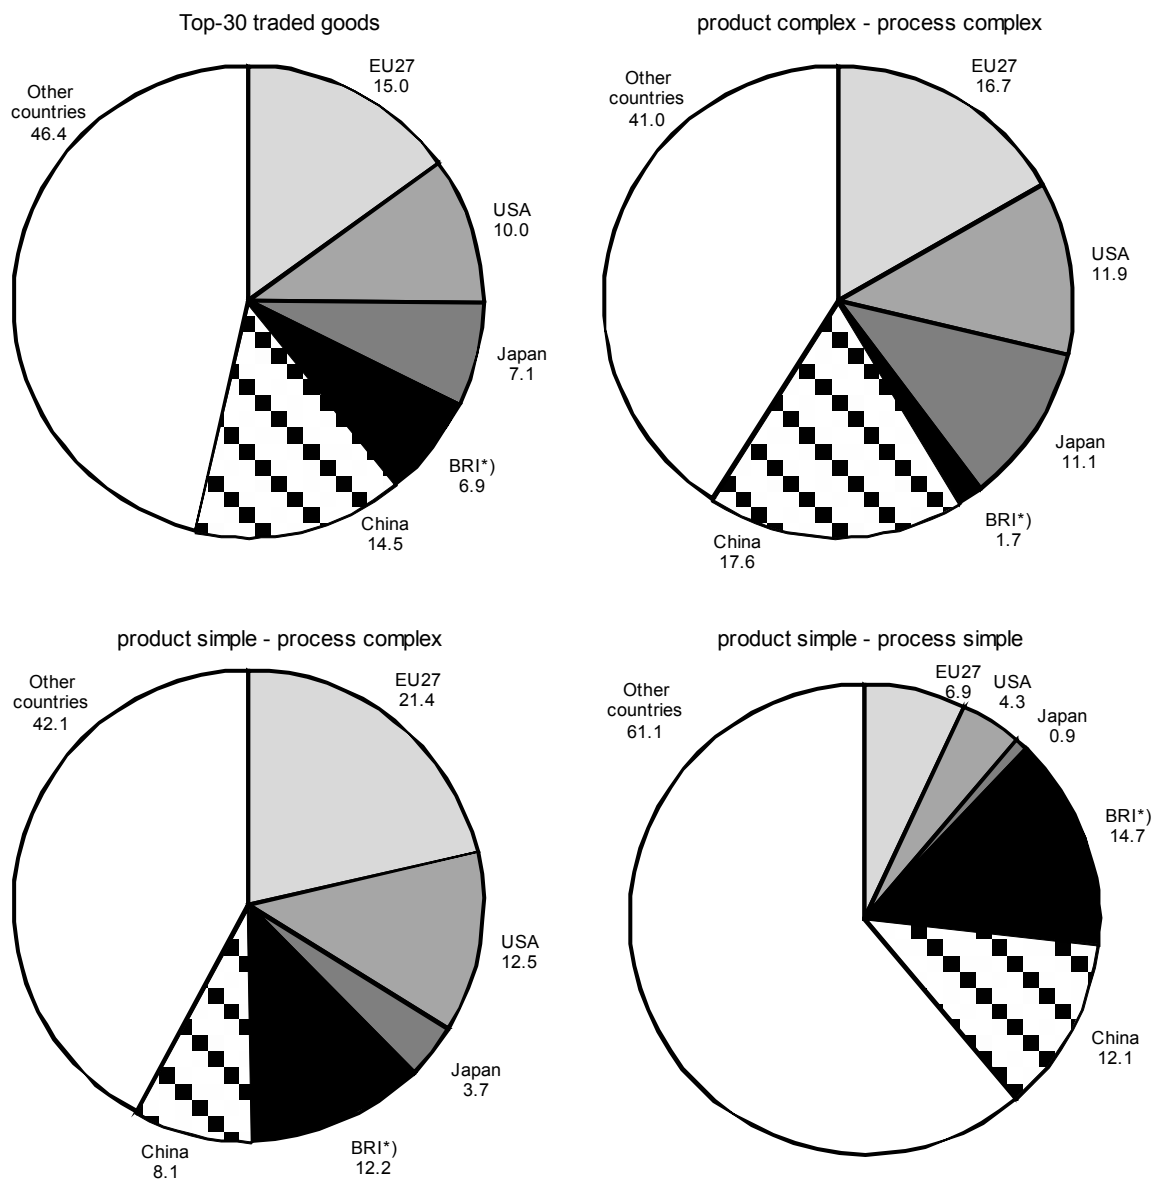 Top-30 traded goods
EU27
15.0
USA
10.0
Japan
7.1
BRI*)
6.9
China
14.5
Other
countries
46.4
product complex - process complex
EU27
16.7
USA
11.9
Japan
11.1
BRI*)
1.7
China
17.6
Other
countries
41.0
product simple - process complex
EU27
21.4
USA
12.5
Japan
3.7
BRI*)
12.2
China
8.1
Other
countries
42.1
product simple - process simple
EU27
6.9
USA
4.3
Japan
0.9
BRI*)
14.7
China
12.1
Other
countries
61.1